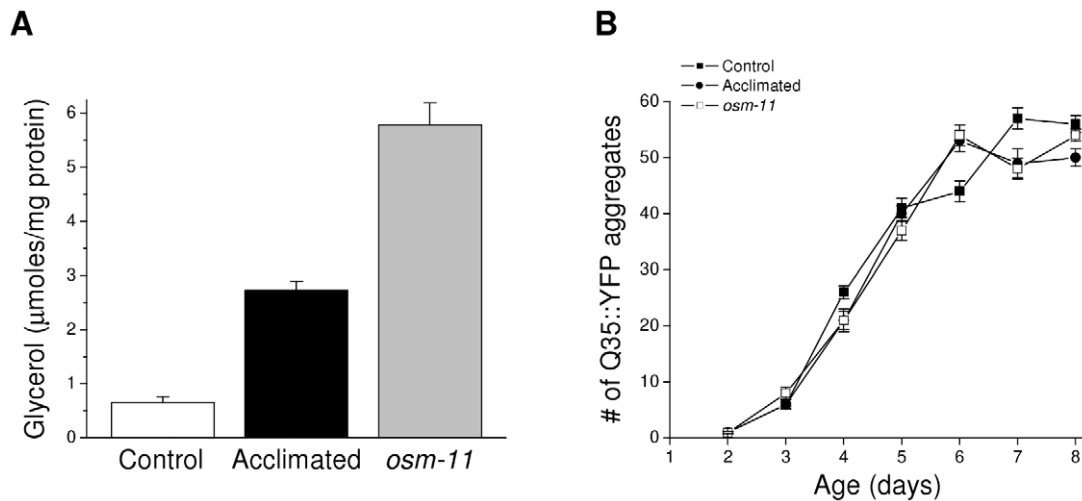 A
Glycerol (μmoles/mg protein)
6
5
4
3
2
1
0
Control Acclimated osm-11
B
Control
Acclimated
osm-11
# of Q35::YFP aggregates
60
50
40
30
20
10
0
1 2 3 4 5 6 7 8
Age (days)